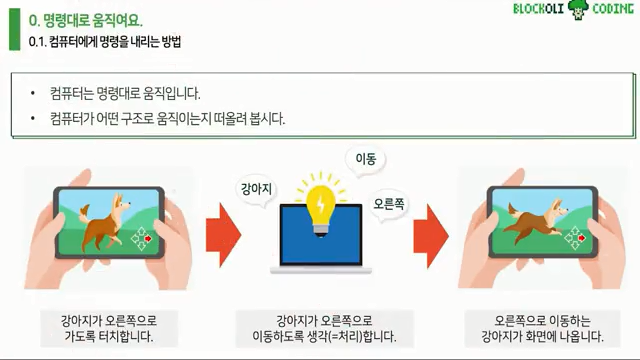 0. 명령대로 움직여요.
BLOCKOLI CODING
0.1. 컴퓨터에게 명령을 내리는 방법
• 컴퓨터는 명령대로 움직입니다.
• 컴퓨터가 어떤 구조로 움직이는지 떠올려 봅시다.
이동
강아지
오른쪽
강아지가 오른쪽으로
가도록 터치합니다.
강아지가 오른쪽으로
이동하도록 생각(=처리)합니다.
오른쪽으로 이동하는
강아지가 화면에 나옵니다.